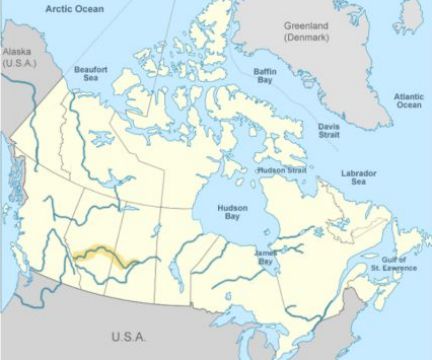 Arctic Ocean
Greenland
(Denmark)
Alaska
(U.S.A.)
Beaufort
Sea
Baffin
Bay
Atlantic
Ocean
Davis
Strait
Hudson Strait
Labrador
Sea
Hudson
Bay
James
Bay
Gulf of
St. Lawrence
U.S.A.